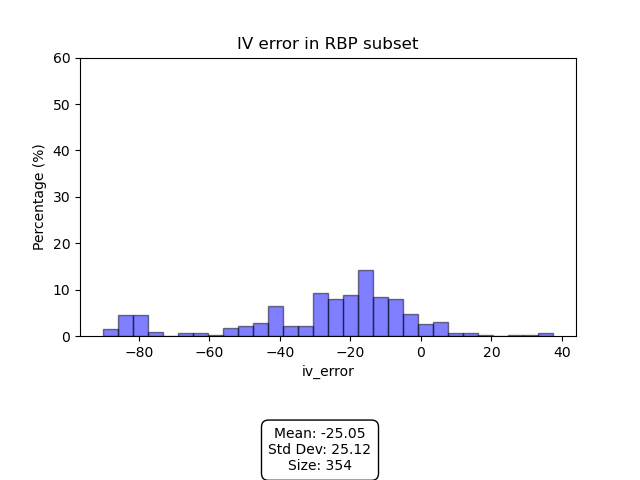 IV error in RBP subset
60
50
40
30
20
10
0
Percentage (%)
−80
−60
−40
−20
0
20
40
iv_error
Mean: -25.05
Std Dev: 25.12
Size: 354